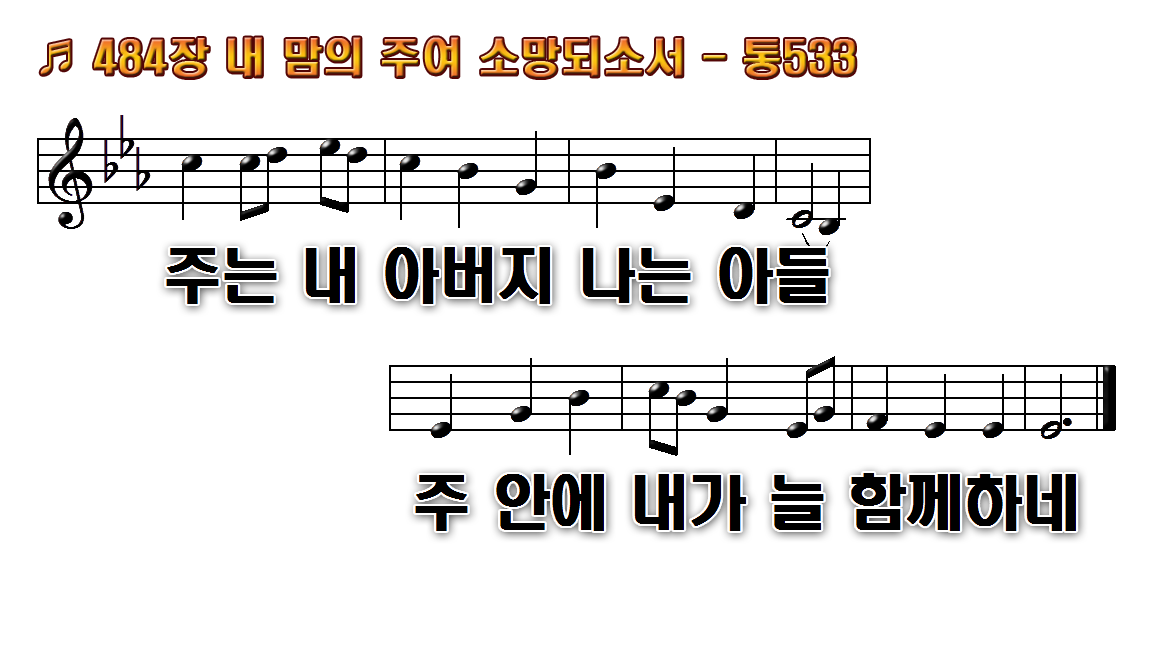 ♬ 484장 내 맘의 주여 소망되소서 - 통533
주는 내 아버지 나는 아들
주 안에 내가 늘 함께하네